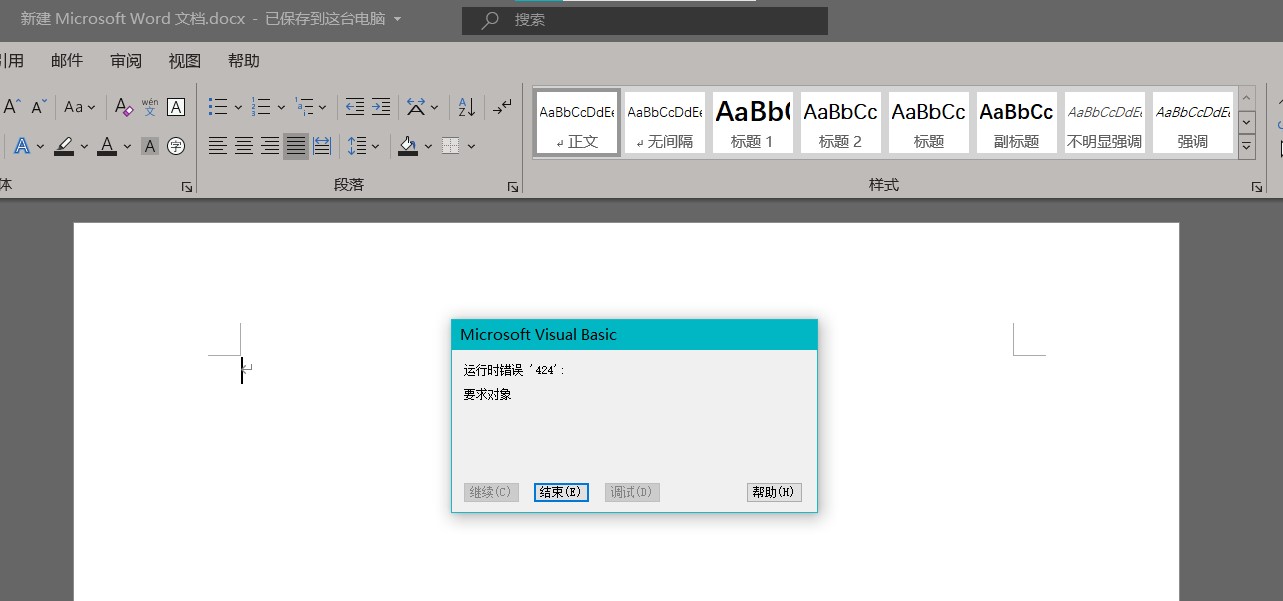 新建 Microsoft Word 文档.docx - 已保存到这台电脑
搜索
引用 邮件 审阅 视图 帮助
A A Aa A wén 文 A
A A A 字
体
段落
AaBbCcDdEe AaBbCcDdEe AaBb( AaBbCc AaBbCc AaBbCc AaBbCcDdEe AaBbCcDdEe
↵ 正文 ↵ 无间隔 标题 1 标题 2 标题 副标题 不明显强调 强调
样式
Microsoft Visual Basic
运行时错误 '424':
要求对象
继续(C) 结束(E) 调试(D) 帮助(H)